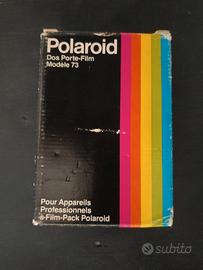 Polaroid
Dos Porte-Film
Modèle 73
Pour Appareils
Professionnels
à Film-Pack Polaroid
subito